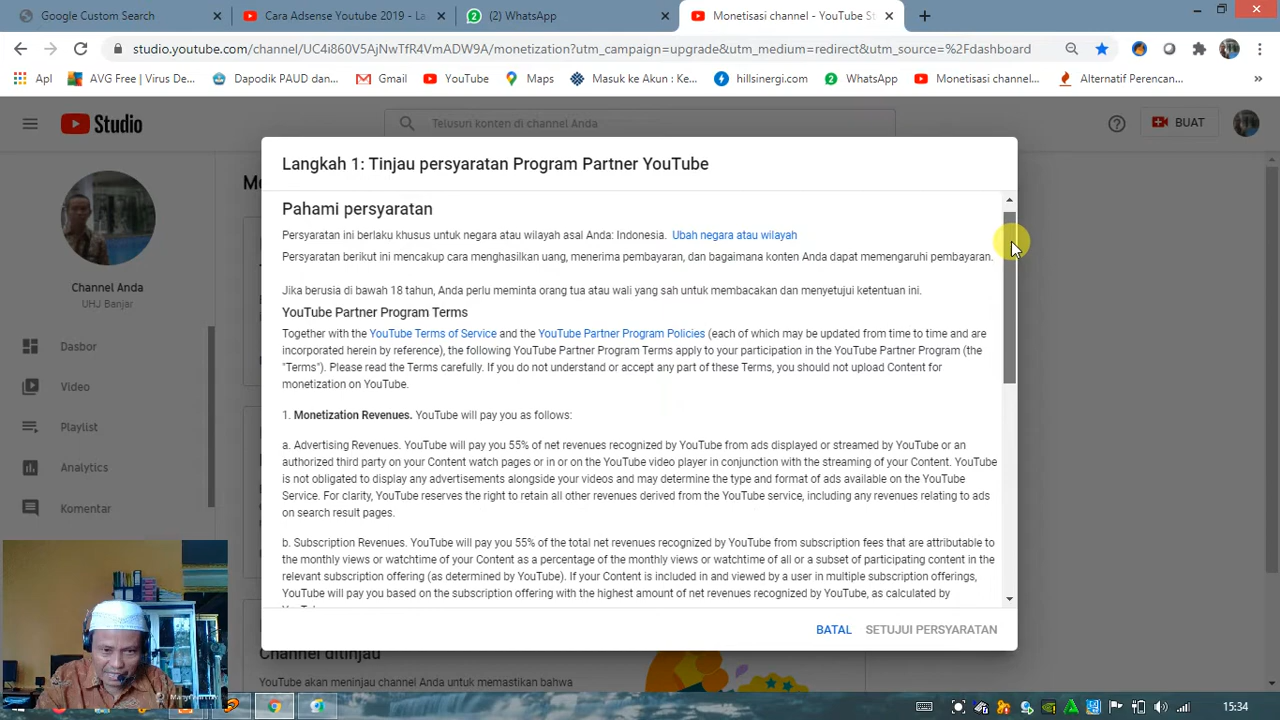 Google Custom Search
Cara Adsense Youtube 2019 - La
(2) WhatsApp
Monetisasi channel - YouTube St
studio.youtube.com/channel/UC4i860V5AjNwTfR4VmADW9A/monetization?utm_campaign=upgrade&utm_medium=redirect&utm_source=%2Fdashboard
Apl
AVG Free | Virus De...
Dapodik PAUD dan...
Gmail
YouTube
Maps
Masuk ke Akun : Ke...
hillsinergi.com
WhatsApp
Monetisasi channel...
Alternatif Perencan...
Studio
Telusuri konten di channel Anda
BUAT
Langkah 1: Tinjau persyaratan Program Partner YouTube
Pahami persyaratan
Persyaratan ini berlaku khusus untuk negara atau wilayah asal Anda: Indonesia. Ubah negara atau wilayah
Persyaratan berikut ini mencakup cara menghasilkan uang, menerima pembayaran, dan bagaimana konten Anda dapat memengaruhi pembayaran.
Jika berusia di bawah 18 tahun, Anda perlu meminta orang tua atau wali yang sah untuk membacakan dan menyetujui ketentuan ini.
YouTube Partner Program Terms
Together with the YouTube Terms of Service and the YouTube Partner Program Policies (each of which may be updated from time to time and are
incorporated herein by reference), the following YouTube Partner Program Terms apply to your participation in the YouTube Partner Program (the
"Terms"). Please read the Terms carefully. If you do not understand or accept any part of these Terms, you should not upload Content for
monetization on YouTube.
1. Monetization Revenues. YouTube will pay you as follows:
a. Advertising Revenues. YouTube will pay you 55% of net revenues recognized by YouTube from ads displayed or streamed by YouTube or an
authorized third party on your Content watch pages or in or on the YouTube video player in conjunction with the streaming of your Content. YouTube
is not obligated to display any advertisements alongside your videos and may determine the type and format of ads available on the YouTube
Service. For clarity, YouTube reserves the right to retain all other revenues derived from the YouTube service, including any revenues relating to ads
on search result pages.
b. Subscription Revenues. YouTube will pay you 55% of the total net revenues recognized by YouTube from subscription fees that are attributable to
the monthly views or watchtime of your Content as a percentage of the monthly views or watchtime of all or a subset of participating content in the
relevant subscription offering (as determined by YouTube). If your Content is included in and viewed by a user in multiple subscription offerings,
YouTube will pay you based on the subscription offering with the highest amount of net revenues recognized by YouTube, as calculated by
BATAL
SETUJUI PERSYARATAN
Channel Anda
UHJ Banjar
Dasbor
Video
Playlist
Analytics
Komentar
Channel ditinjau
YouTube akan meninjau channel Anda untuk memastikan bahwa
15:34